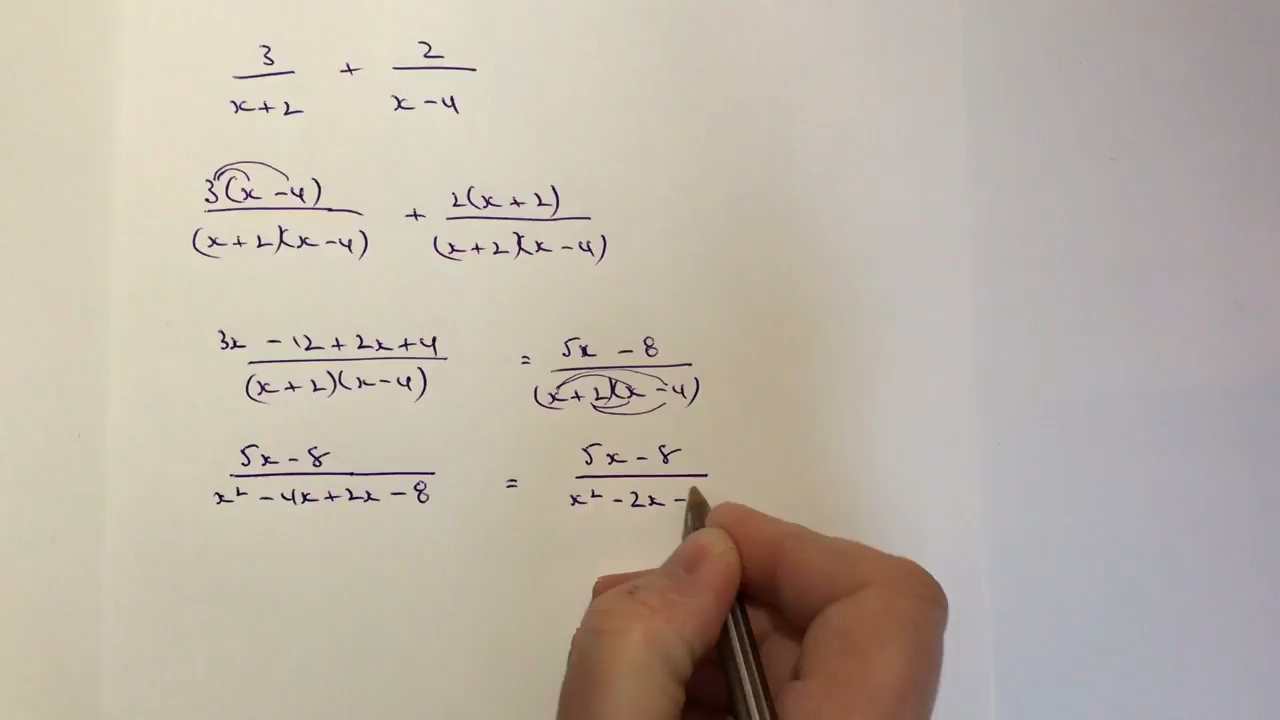 3/(x+2) + 2/(x-4)
3(x-4)/((x+2)(x-4)) + 2(x+2)/((x+2)(x-4))
(3x - 12 + 2x + 4)/((x+2)(x-4)) = (5x - 8)/((x+2)(x-4))
(5x - 8)/(x² - 4x + 2x - 8) = (5x - 8)/(x² - 2x -